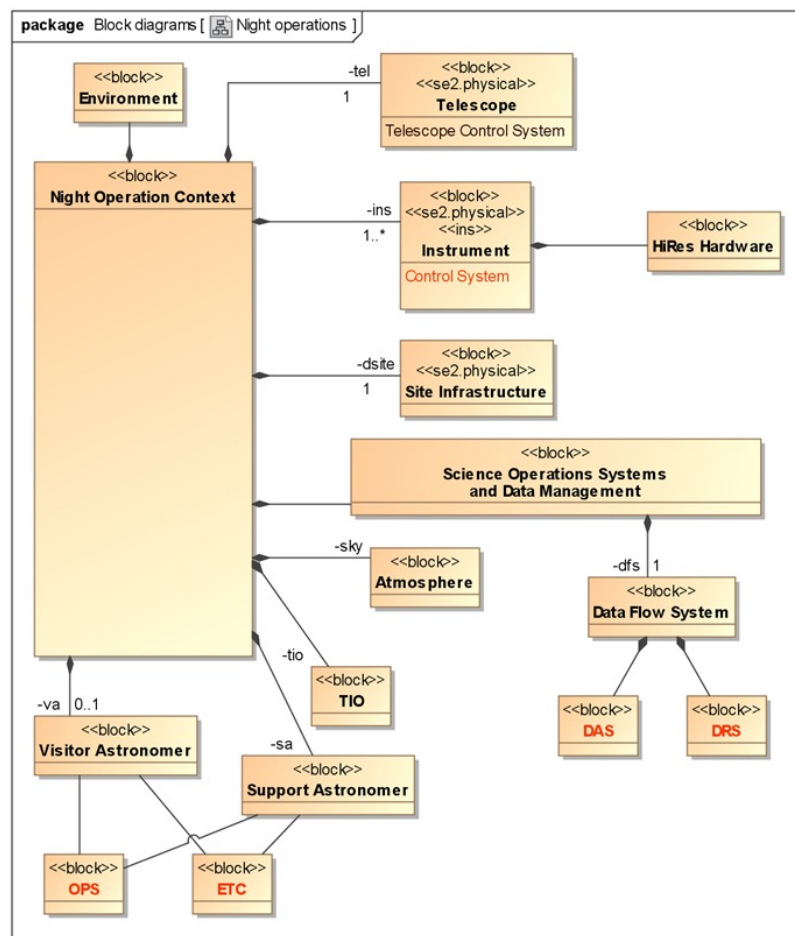 package Block diagrams [ Night operations ]
<<block>>
Environment
-tel
1
<<block>>
<<se2.physical>>
Telescope
Telescope Control System
<<block>>
Night Operation Context
-ins
1..*
<<block>>
<<se2.physical>>
<<ins>>
Instrument
Control System
<<block>>
HiRes Hardware
-dsite
1
<<block>>
<<se2.physical>>
Site Infrastructure
<<block>>
Science Operations Systems
and Data Management
-sky
<<block>>
Atmosphere
-dfs
1
<<block>>
Data Flow System
-tio
<<block>>
TIO
<<block>>
DAS
<<block>>
DRS
-va
0..1
<<block>>
Visitor Astronomer
-sa
<<block>>
Support Astronomer
<<block>>
OPS
<<block>>
ETC